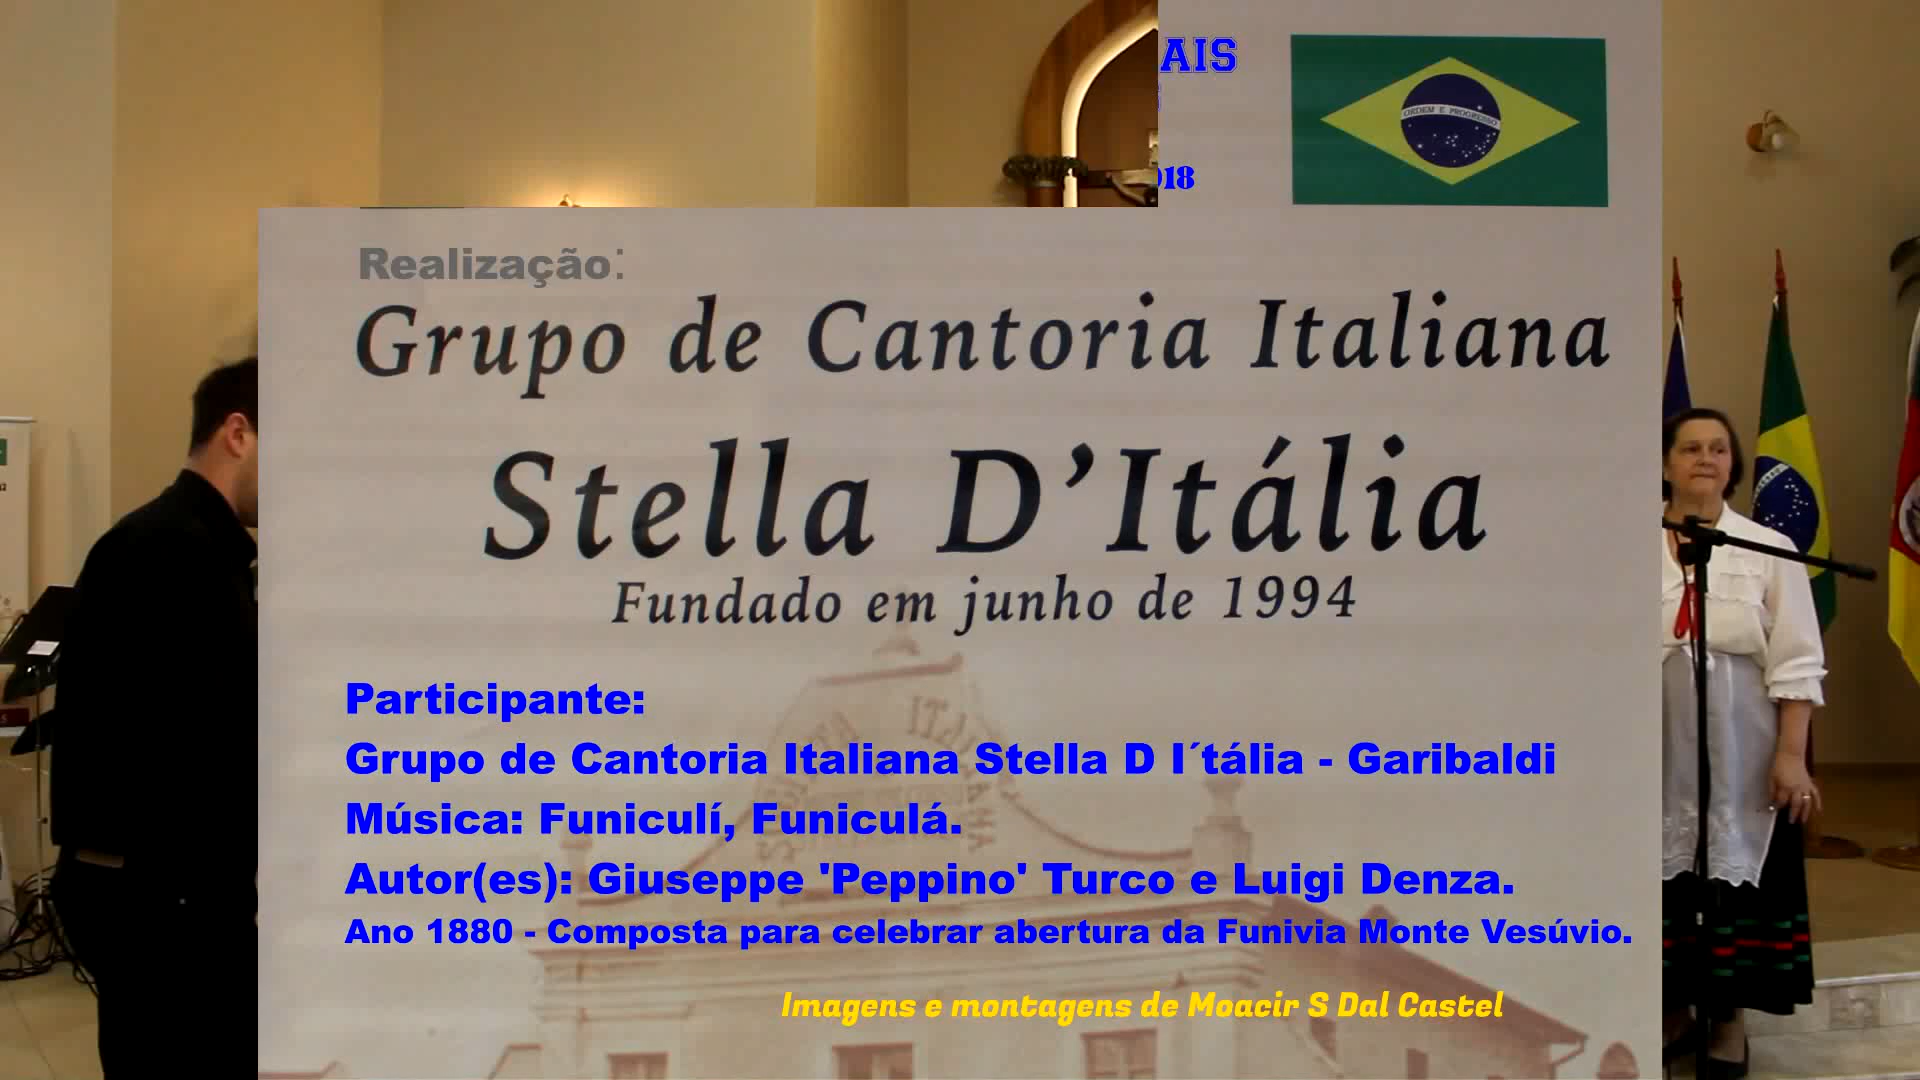 AIS
ORDEM E PROGRESSO
018
Realização:
Grupo de Cantoria Italiana
Stella D’Itália
Fundado em junho de 1994
Participante:
Grupo de Cantoria Italiana Stella D I´tália - Garibaldi
Música: Funiculí, Funiculá.
Autor(es): Giuseppe 'Peppino' Turco e Luigi Denza.
Ano 1880 - Composta para celebrar abertura da Funivia Monte Vesúvio.
Imagens e montagens de Moacir S Dal Castel